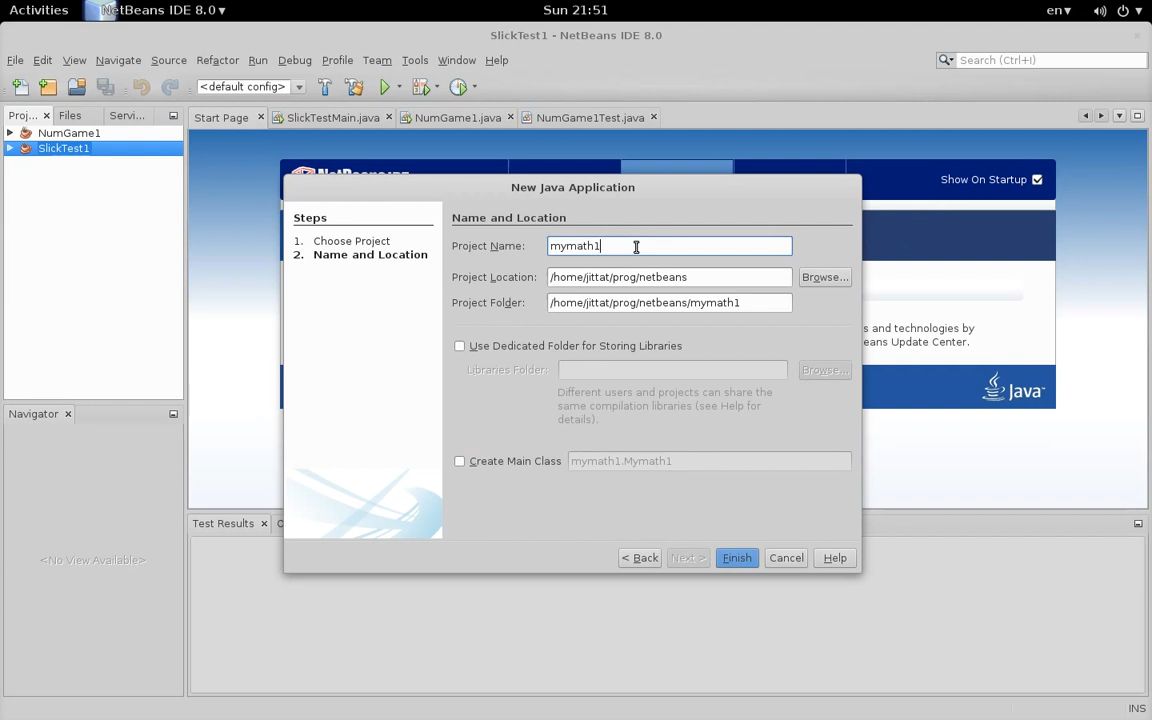 Activities NetBeans IDE 8.0 Sun 21:51 en
SlickTest1 - NetBeans IDE 8.0
File Edit View Navigate Source Refactor Run Debug Profile Team Tools Window Help Search (Ctrl+I)
<default config>
Proj... Files Servi... Start Page SlickTestMain.java NumGame1.java NumGame1Test.java
NumGame1
SlickTest1
Show On Startup
New Java Application
Steps
1. Choose Project
2. Name and Location
Name and Location
Project Name: mymath1
Project Location: /home/jittat/prog/netbeans Browse...
Project Folder: /home/jittat/prog/netbeans/mymath1
s and technologies by
eans Update Center.
Use Dedicated Folder for Storing Libraries
Libraries Folder: Browse...
Different users and projects can share the
same compilation libraries (see Help for
details).
Java
Create Main Class mymath1.Mymath1
< Back Next > Finish Cancel Help
Navigator
<No View Available>
Test Results
INS